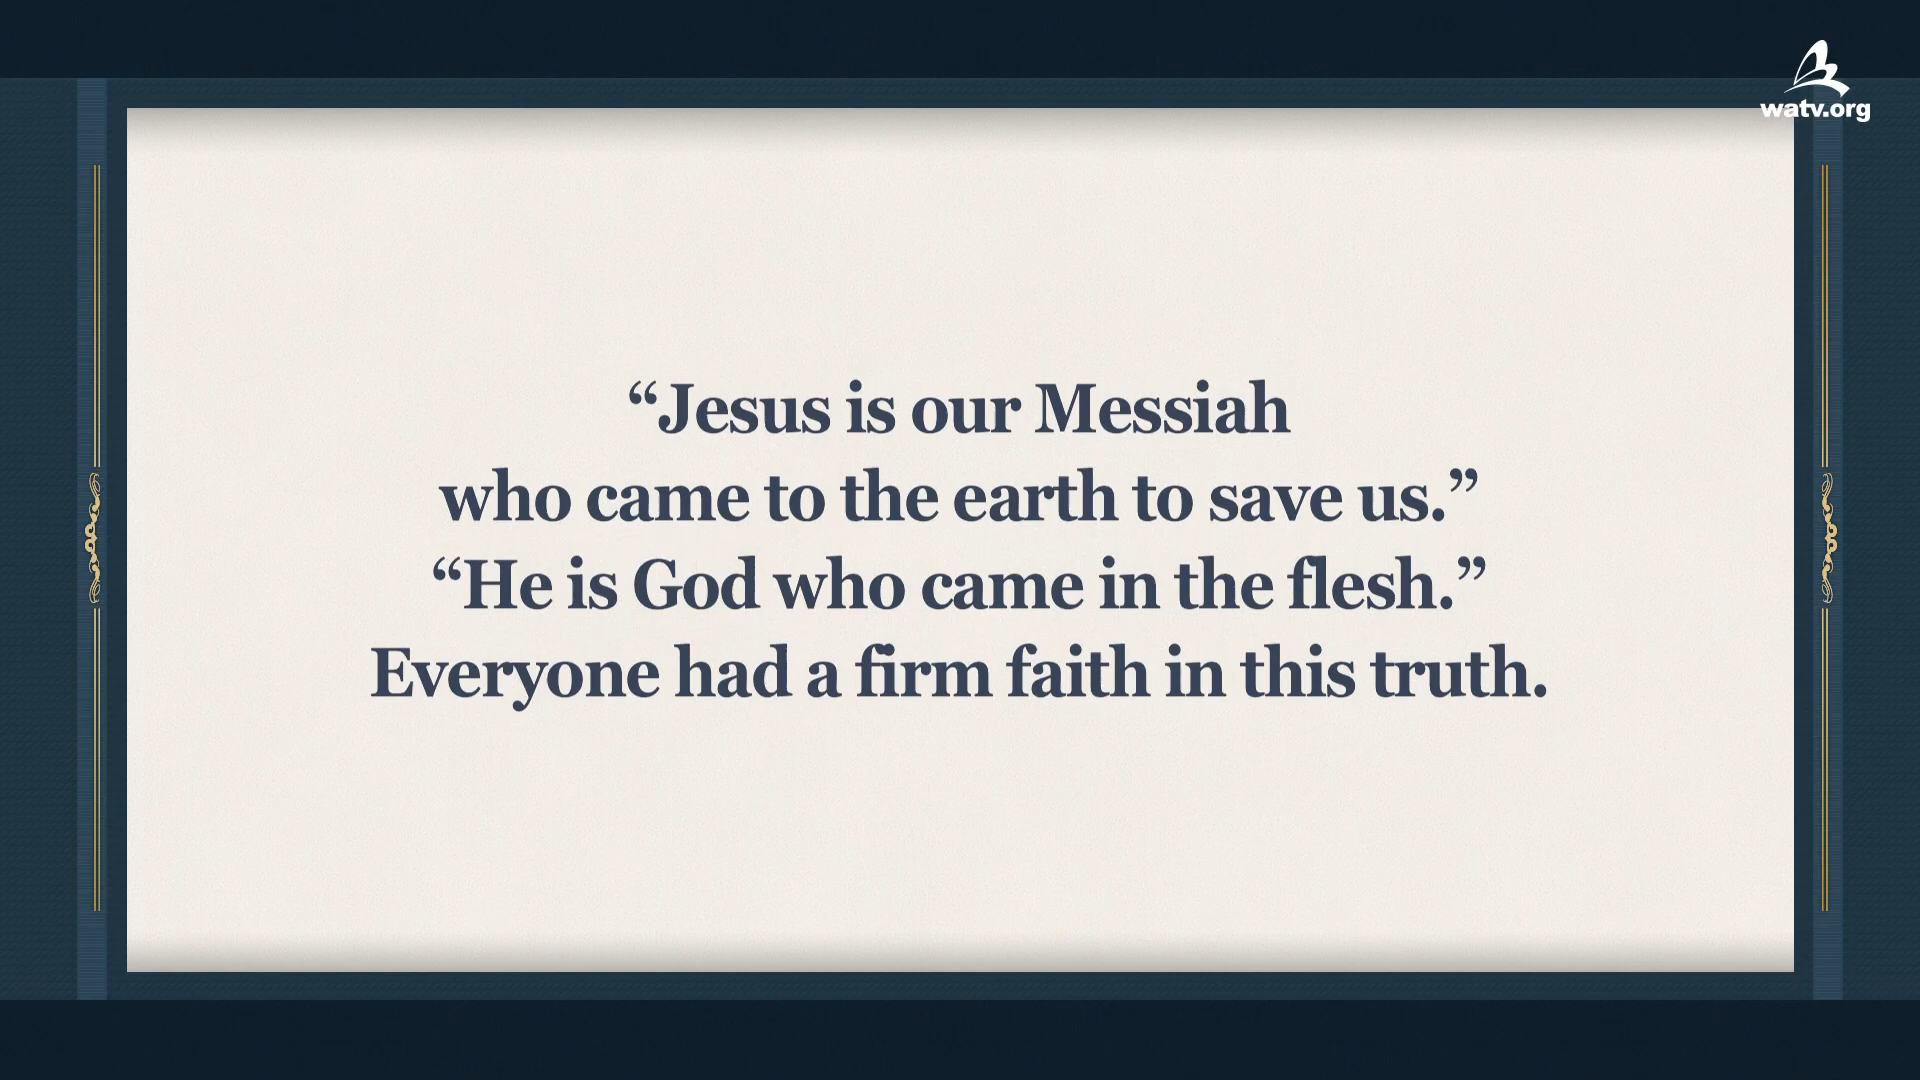 watv.org
“Jesus is our Messiah
who came to the earth to save us.”
“He is God who came in the flesh.”
Everyone had a firm faith in this truth.